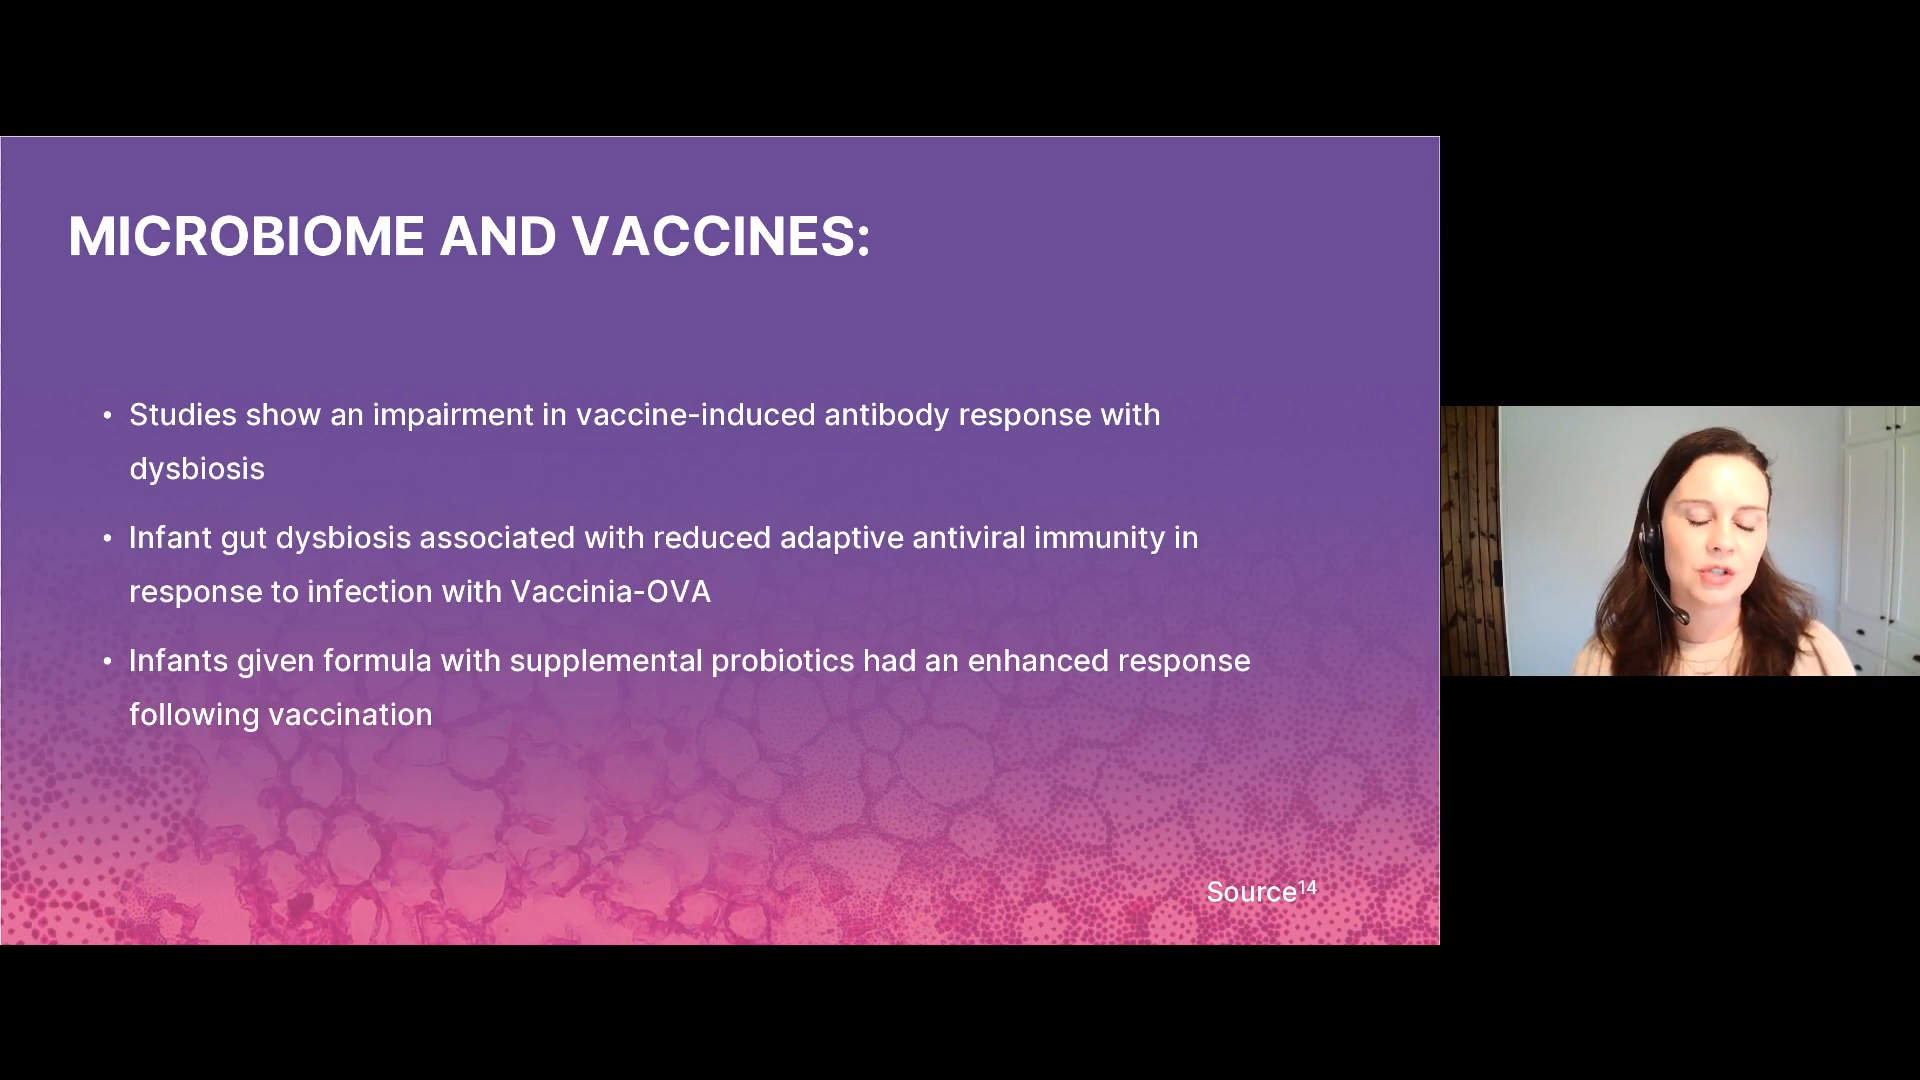 MICROBIOME AND VACCINES:
• Studies show an impairment in vaccine-induced antibody response with
dysbiosis
• Infant gut dysbiosis associated with reduced adaptive antiviral immunity in
response to infection with Vaccinia-OVA
• Infants given formula with supplemental probiotics had an enhanced response
following vaccination
Source¹⁴